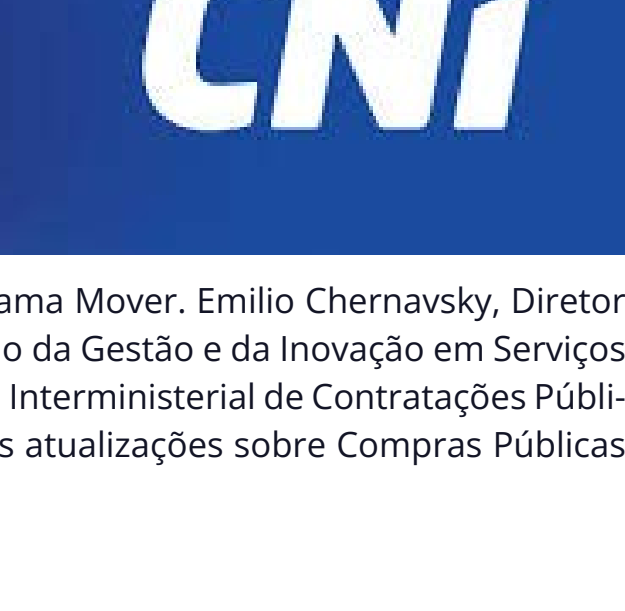 CNI
ama Mover. Emilio Chernavsky, Diretor
o da Gestão e da Inovação em Serviços
Interministerial de Contratações Públi-
s atualizações sobre Compras Públicas